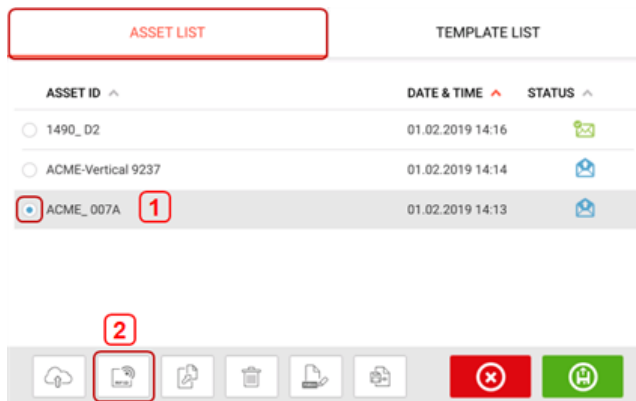 ASSET LIST TEMPLATE LIST
ASSET ID DATE & TIME STATUS
1490_ D2 01.02.2019 14:16
ACME-Vertical 9237 01.02.2019 14:14
ACME_ 007A 1 01.02.2019 14:13
2